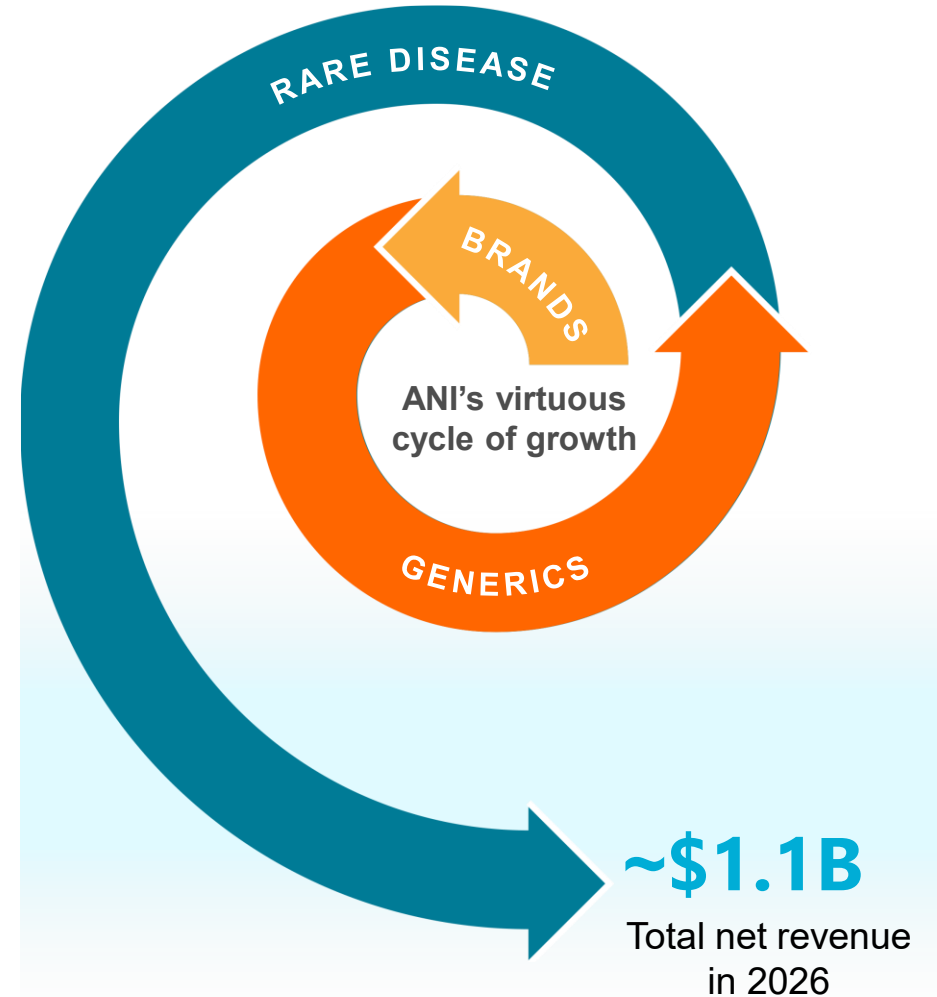 RARE DISEASE
BRANDS
ANI’s virtuous
cycle of growth
GENERICS
~$1.1B
Total net revenue
in 2026